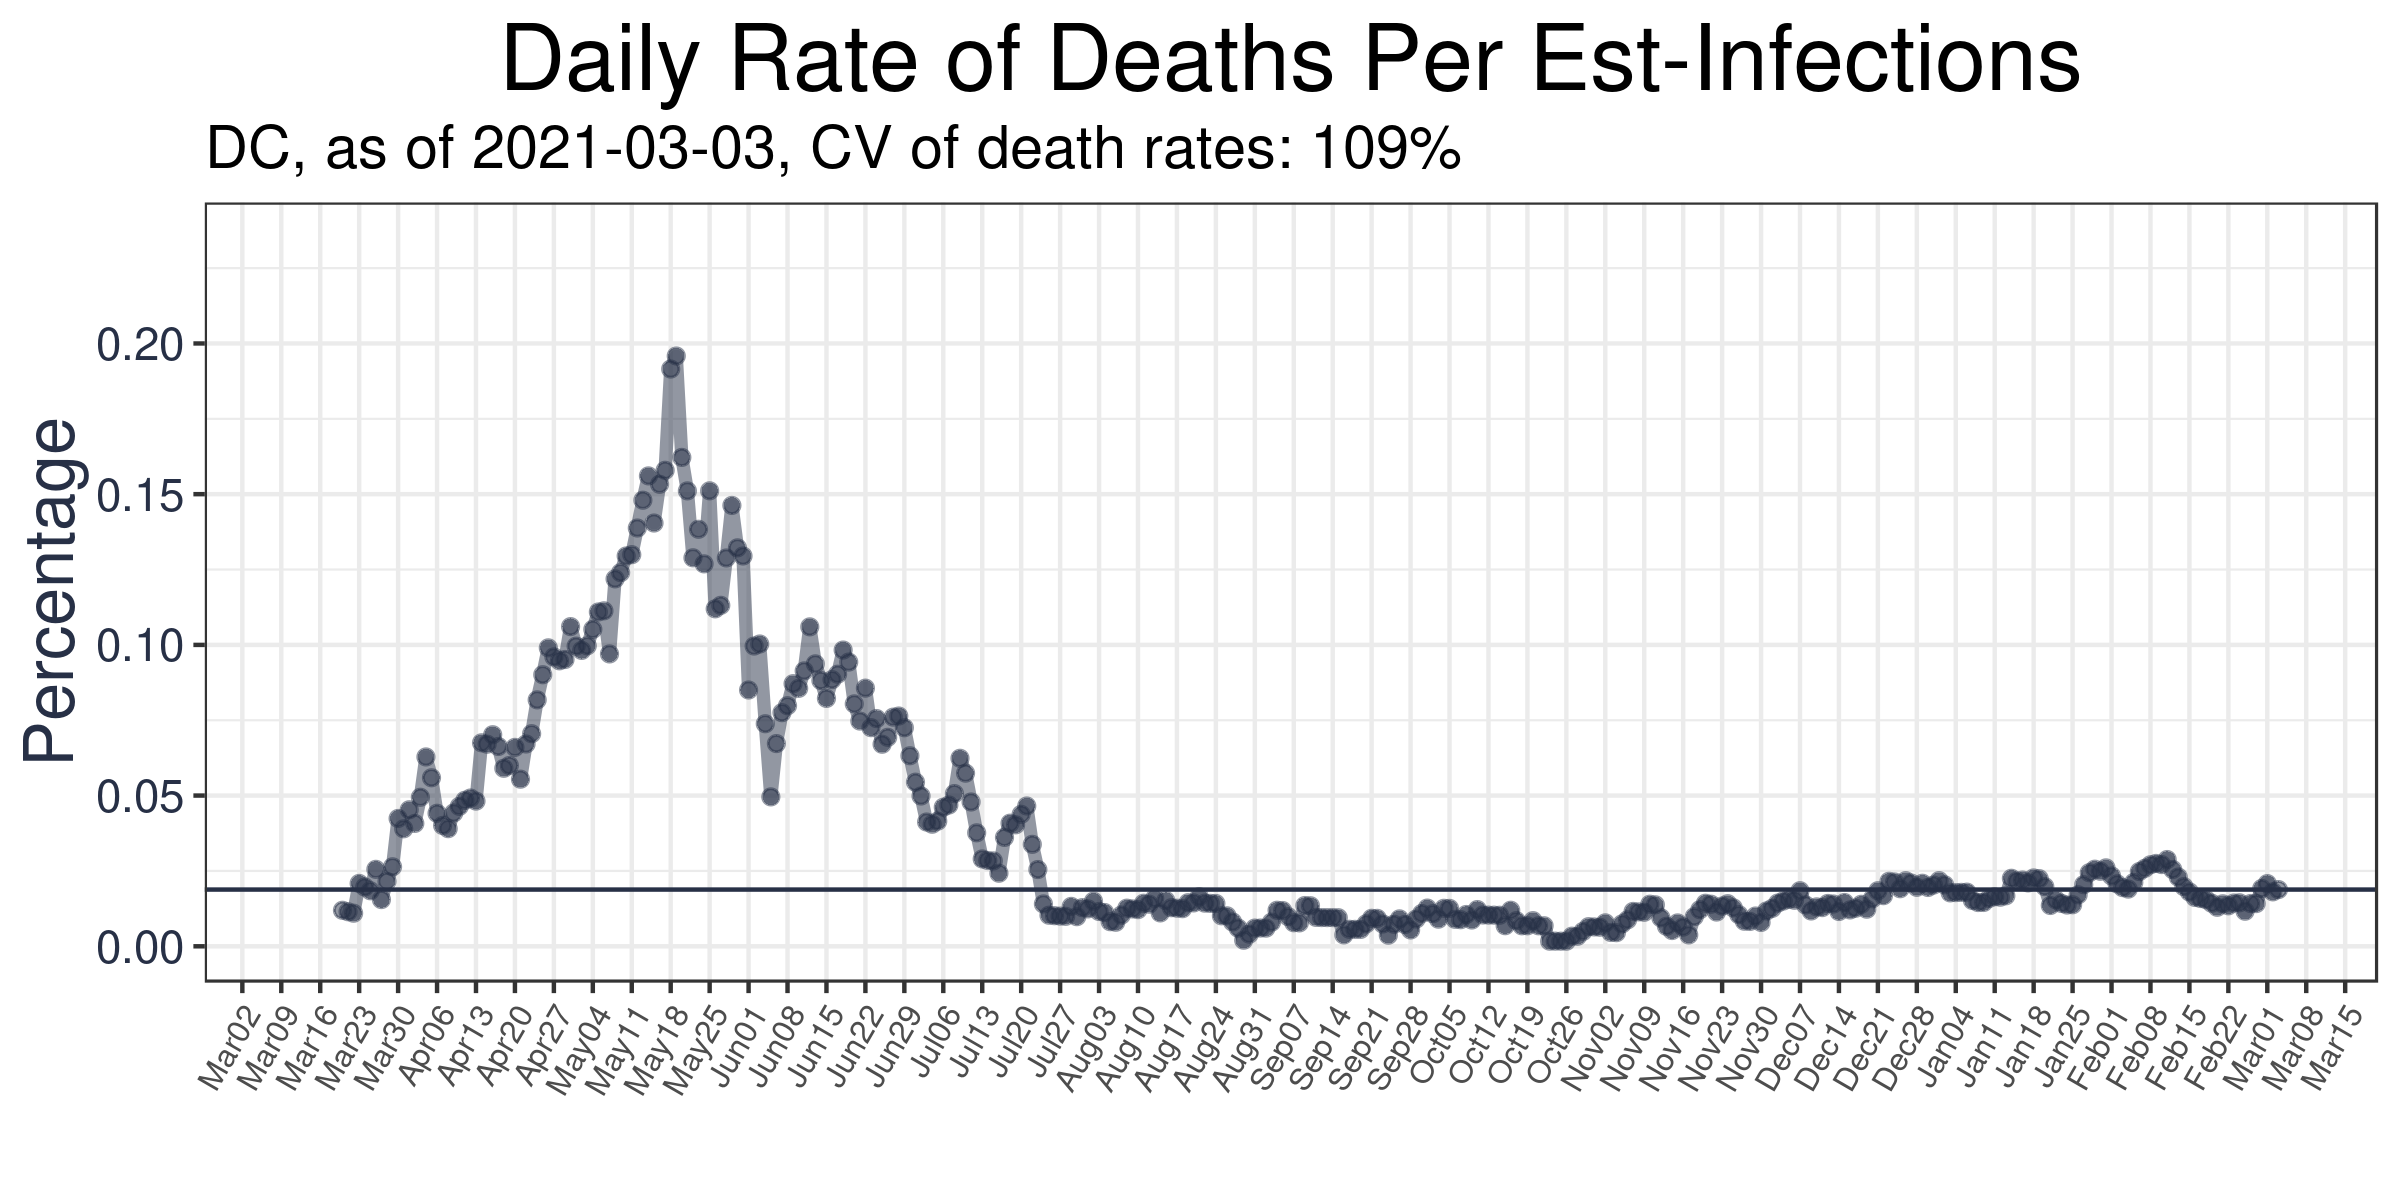 Daily Rate of Deaths Per Est-Infections
DC, as of 2021-03-03, CV of death rates: 109%
Percentage
0.20
0.15
0.10
0.05
0.00
Mar02
Mar09
Mar16
Mar23
Mar30
Apr06
Apr13
Apr20
Apr27
May04
May11
May18
May25
Jun01
Jun08
Jun15
Jun22
Jun29
Jul06
Jul13
Jul20
Jul27
Aug03
Aug10
Aug17
Aug24
Aug31
Sep07
Sep14
Sep21
Sep28
Oct05
Oct12
Oct19
Oct26
Nov02
Nov09
Nov16
Nov23
Nov30
Dec07
Dec14
Dec21
Dec28
Jan04
Jan11
Jan18
Jan25
Feb01
Feb08
Feb15
Feb22
Mar01
Mar08
Mar15